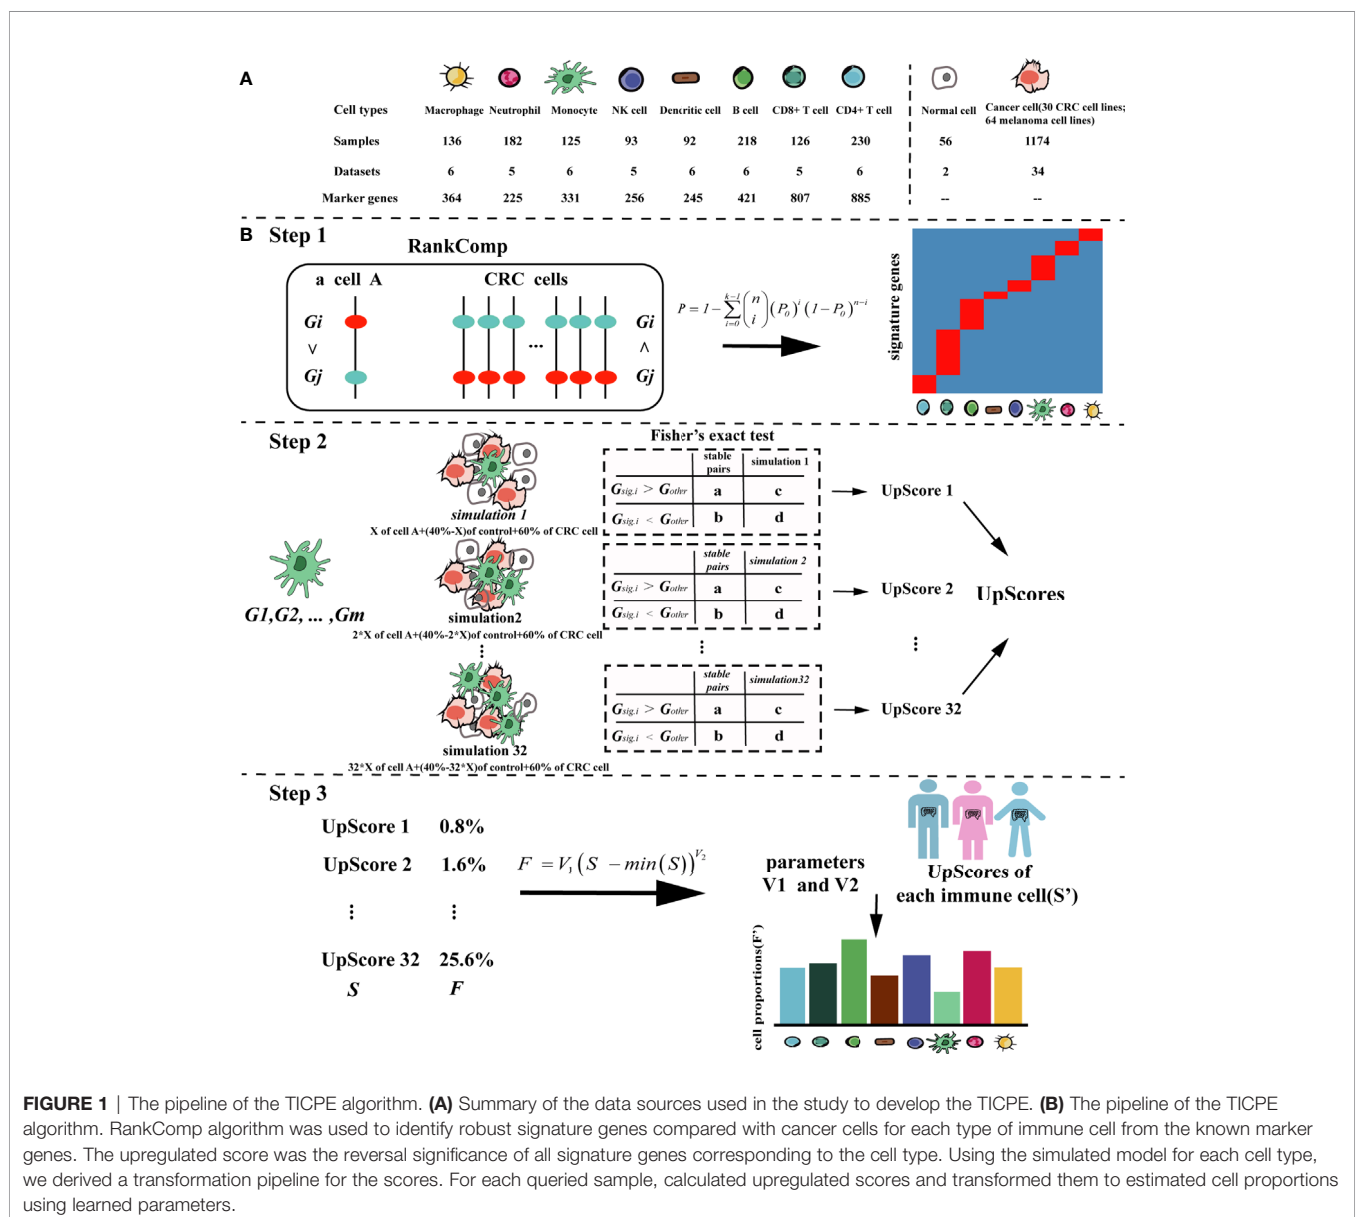 A
Cell types Macrophage Neutrophil Monocyte NK cell Dencritic cell B cell CD8+ T cell CD4+ T cell Normal cell Cancer cell(30 CRC cell lines;
64 melanoma cell lines)
Samples 136 182 125 93 92 218 126 230 56 1174
Datasets 6 5 6 5 6 6 5 6 2 34
Marker genes 364 225 331 256 245 421 807 885 -- --
B Step 1
RankComp
a cell A CRC cells
Gi Gi
∨ ∧
... 
Gj Gj
P = 1 - \sum_{i=0}^{k-1} \binom{n}{i} (P_0)^i (1-P_0)^{n-i}
signature genes
Step 2
Fisher's exact test
simulation 1
X of cell A+(40%-X)of control+60% of CRC cell
stable pairs simulation 1
Gsig.i > Gother a c
Gsig.i < Gother b d
UpScore 1
G1,G2, ... ,Gm
simulation2
2*X of cell A+(40%-2*X)of control+60% of CRC cell
stable pairs simulation 2
Gsig.i > Gother a c
Gsig.i < Gother b d
UpScore 2
UpScores
⋮ ⋮ ⋮
simulation 32
32*X of cell A+(40%-32*X)of control+60% of CRC cell
stable pairs simulation32
Gsig.i > Gother a c
Gsig.i < Gother b d
UpScore 32
Step 3
UpScore 1 0.8%
UpScore 2 1.6%
⋮ ⋮
UpScore 32 25.6%
S F
F = V_1(S - min(S))^{V_2}
parameters
V1 and V2
UpScores of
each immune cell(S')
cell proportions(F')
FIGURE 1 | The pipeline of the TICPE algorithm. (A) Summary of the data sources used in the study to develop the TICPE. (B) The pipeline of the TICPE
algorithm. RankComp algorithm was used to identify robust signature genes compared with cancer cells for each type of immune cell from the known marker
genes. The upregulated score was the reversal significance of all signature genes corresponding to the cell type. Using the simulated model for each cell type,
we derived a transformation pipeline for the scores. For each queried sample, calculated upregulated scores and transformed them to estimated cell proportions
using learned parameters.